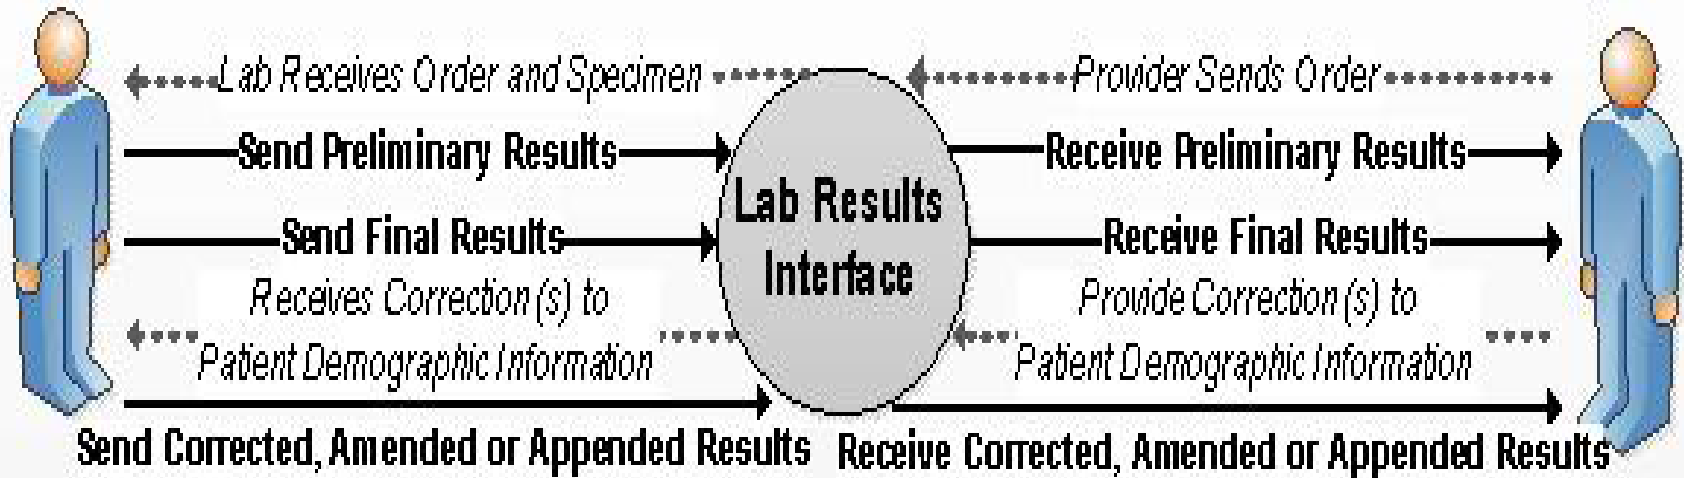 Lab Receives Order and Specimen
Provider Sends Order
Send Preliminary Results
Receive Preliminary Results
Lab Results
Interface
Send Final Results
Receive Final Results
Receives Correction(s) to
Patient Demographic Information
Provide Correction(s) to
Patient Demographic Information
Send Corrected, Amended or Appended Results
Receive Corrected, Amended or Appended Results